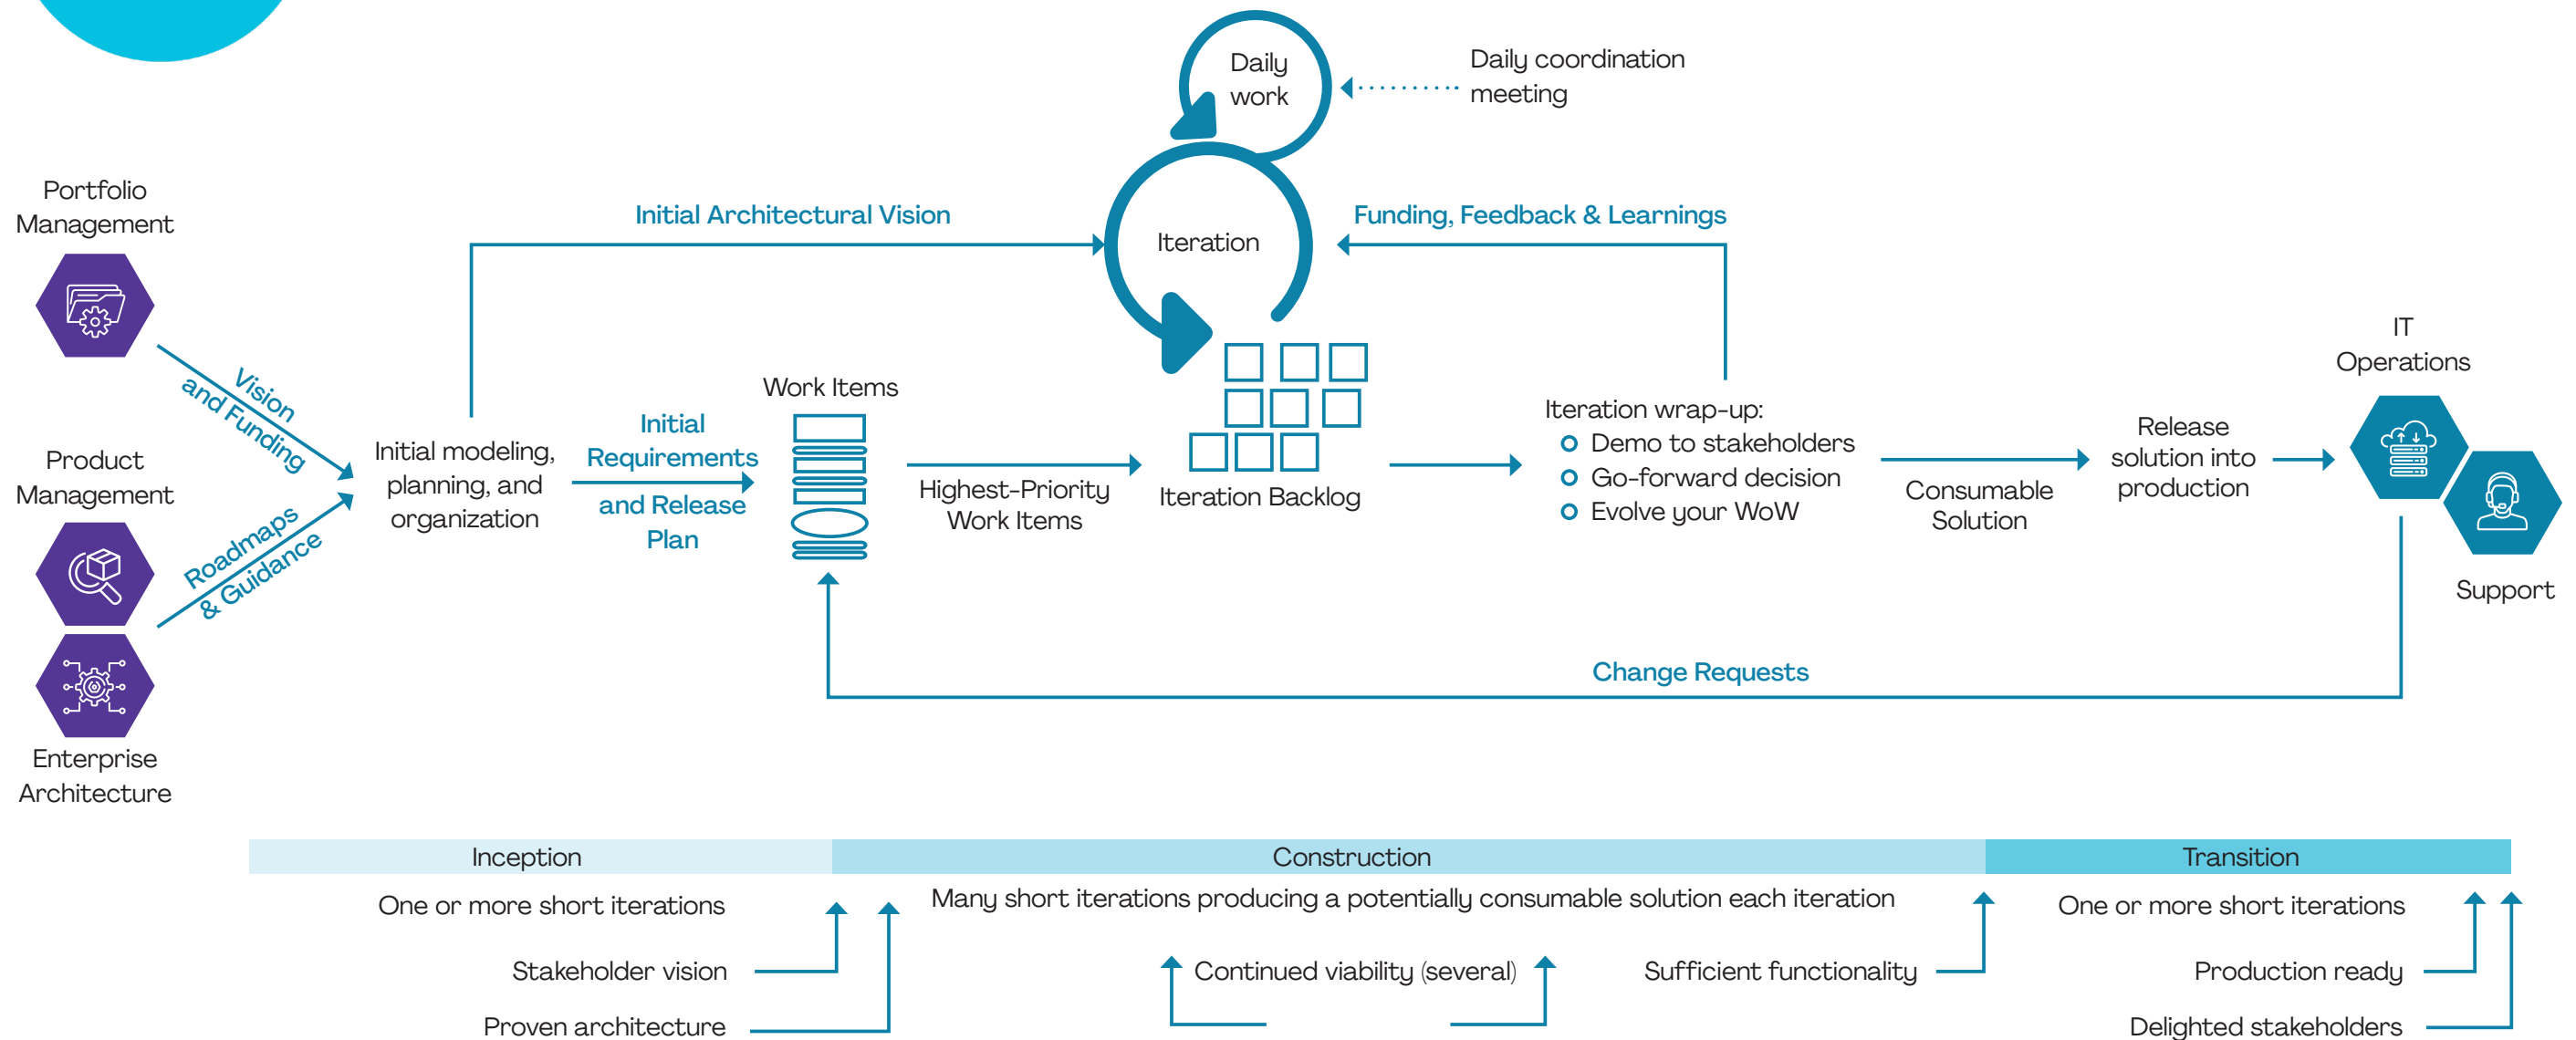 Daily
work
Daily coordination
meeting
Portfolio
Management
Initial Architectural Vision
Iteration
Funding, Feedback & Learnings
Vision
and Funding
Product
Management
Roadmaps
& Guidance
Enterprise
Architecture
Initial modeling,
planning, and
organization
Initial
Requirements
and Release
Plan
Work Items
Highest-Priority
Work Items
Iteration Backlog
Iteration wrap-up:
Demo to stakeholders
Go-forward decision
Evolve your WoW
Consumable
Solution
Release
solution into
production
IT
Operations
Support
Change Requests
Inception
Construction
Transition
One or more short iterations
Many short iterations producing a potentially consumable solution each iteration
One or more short iterations
Stakeholder vision
Continued viability (several)
Sufficient functionality
Production ready
Proven architecture
Delighted stakeholders